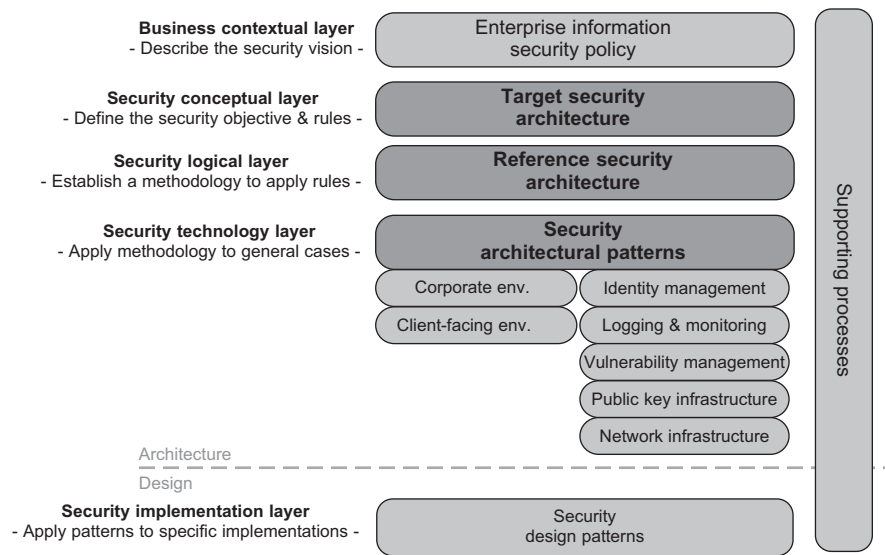 Business contextual layer
- Describe the security vision -
Enterprise information
security policy
Security conceptual layer
- Define the security objective & rules -
Target security
architecture
Security logical layer
- Establish a methodology to apply rules -
Reference security
architecture
Security technology layer
- Apply methodology to general cases -
Security
architectural patterns
Corporate env.
Identity management
Client-facing env.
Logging & monitoring
Vulnerability management
Public key infrastructure
Network infrastructure
Architecture
Design
Security implementation layer
- Apply patterns to specific implementations -
Security
design patterns
Supporting processes